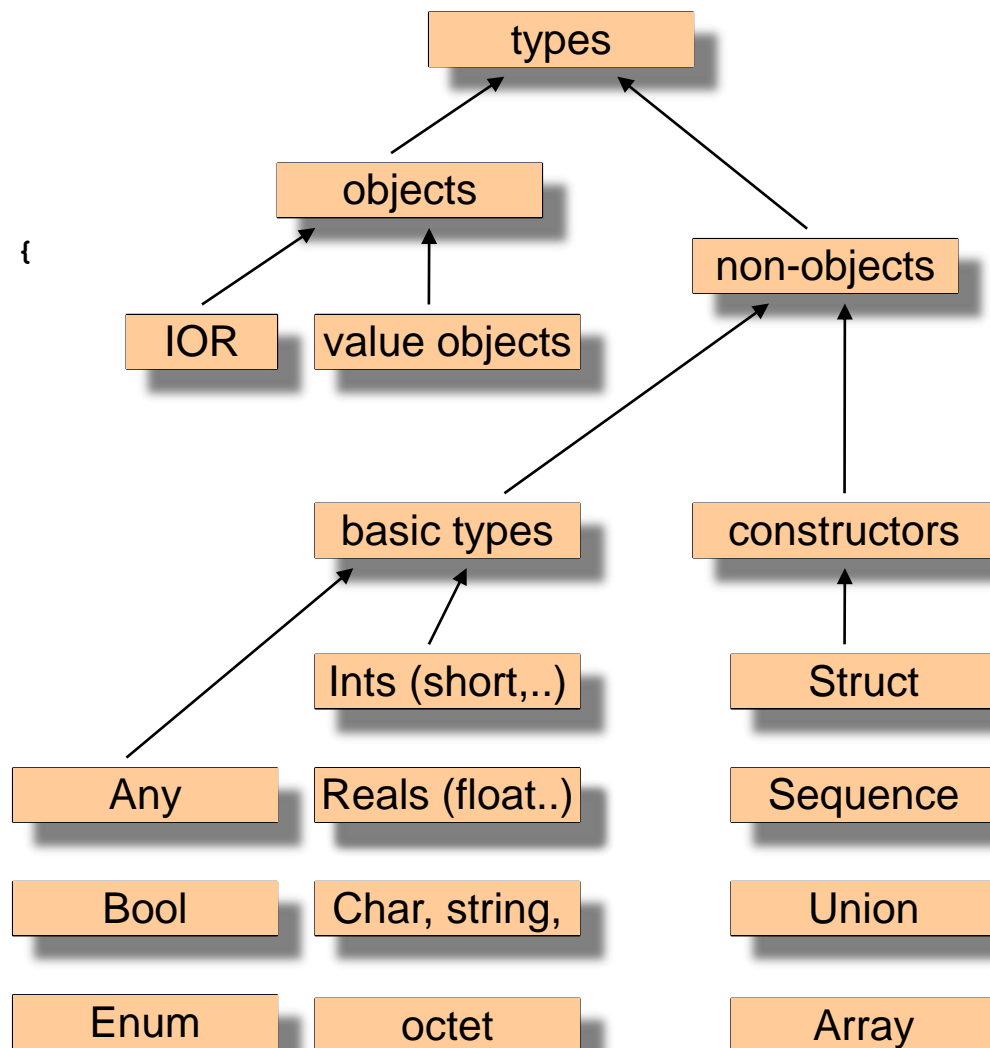 types
objects
{
non-objects
IOR
value objects
basic types
constructors
Ints (short,..)
Struct
Any
Reals (float..)
Sequence
Bool
Char, string,
Union
Enum
octet
Array